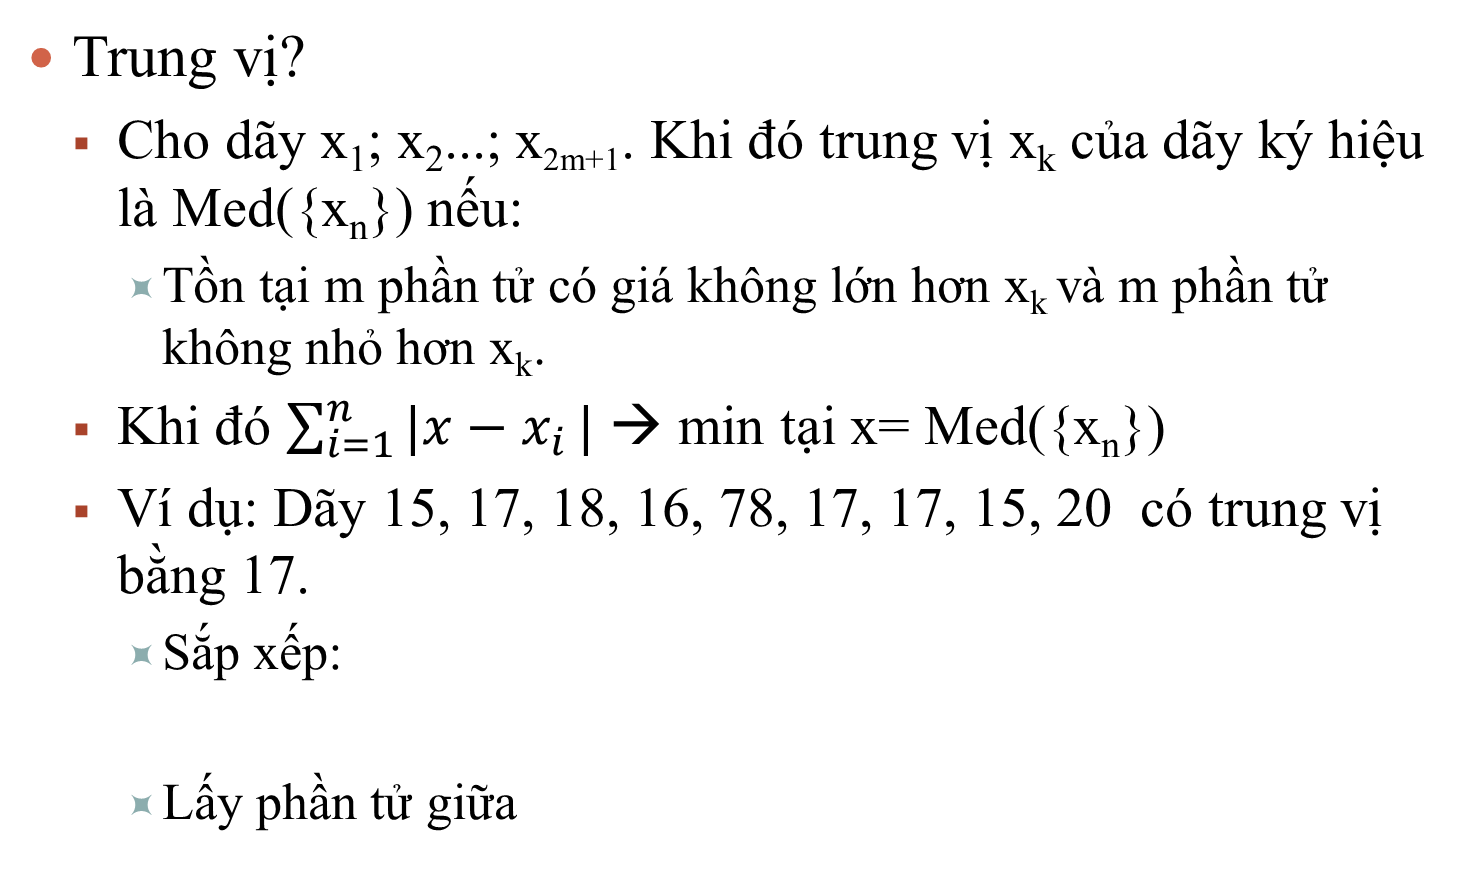 Trung vị?
Cho dãy x1; x2...; x2m+1. Khi đó trung vị xk của dãy ký hiệu
là Med({xn}) nếu:
Tồn tại m phần tử có giá không lớn hơn xk và m phần tử
không nhỏ hơn xk.
Khi đó ∑ⁿᵢ₌₁ |x − xᵢ| → min tại x= Med({xn})
Ví dụ: Dãy 15, 17, 18, 16, 78, 17, 17, 15, 20 có trung vị
bằng 17.
Sắp xếp:
Lấy phần tử giữa